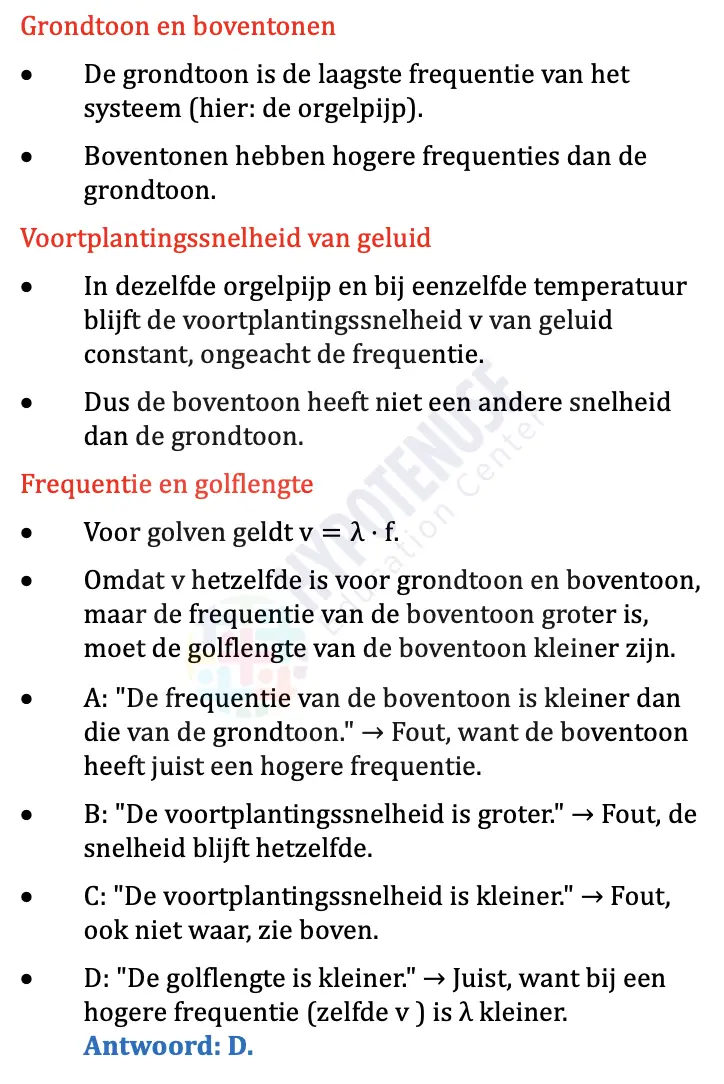 Grondtoon en boventonen
• De grondtoon is de laagste frequentie van het
systeem (hier: de orgelpijp).
• Boventonen hebben hogere frequenties dan de
grondtoon.
Voortplantingssnelheid van geluid
• In dezelfde orgelpijp en bij eenzelfde temperatuur
blijft de voortplantingssnelheid v van geluid
constant, ongeacht de frequentie.
• Dus de boventoon heeft niet een andere snelheid
dan de grondtoon.
Frequentie en golflengte
• Voor golven geldt v = λ · f.
• Omdat v hetzelfde is voor grondtoon en boventoon,
maar de frequentie van de boventoon groter is,
moet de golflengte van de boventoon kleiner zijn.
• A: "De frequentie van de boventoon is kleiner dan
die van de grondtoon." → Fout, want de boventoon
heeft juist een hogere frequentie.
• B: "De voortplantingssnelheid is groter." → Fout, de
snelheid blijft hetzelfde.
• C: "De voortplantingssnelheid is kleiner." → Fout,
ook niet waar, zie boven.
• D: "De golflengte is kleiner." → Juist, want bij een
hogere frequentie (zelfde v ) is λ kleiner.
Antwoord: D.
HYPOTENUSE
Education Center